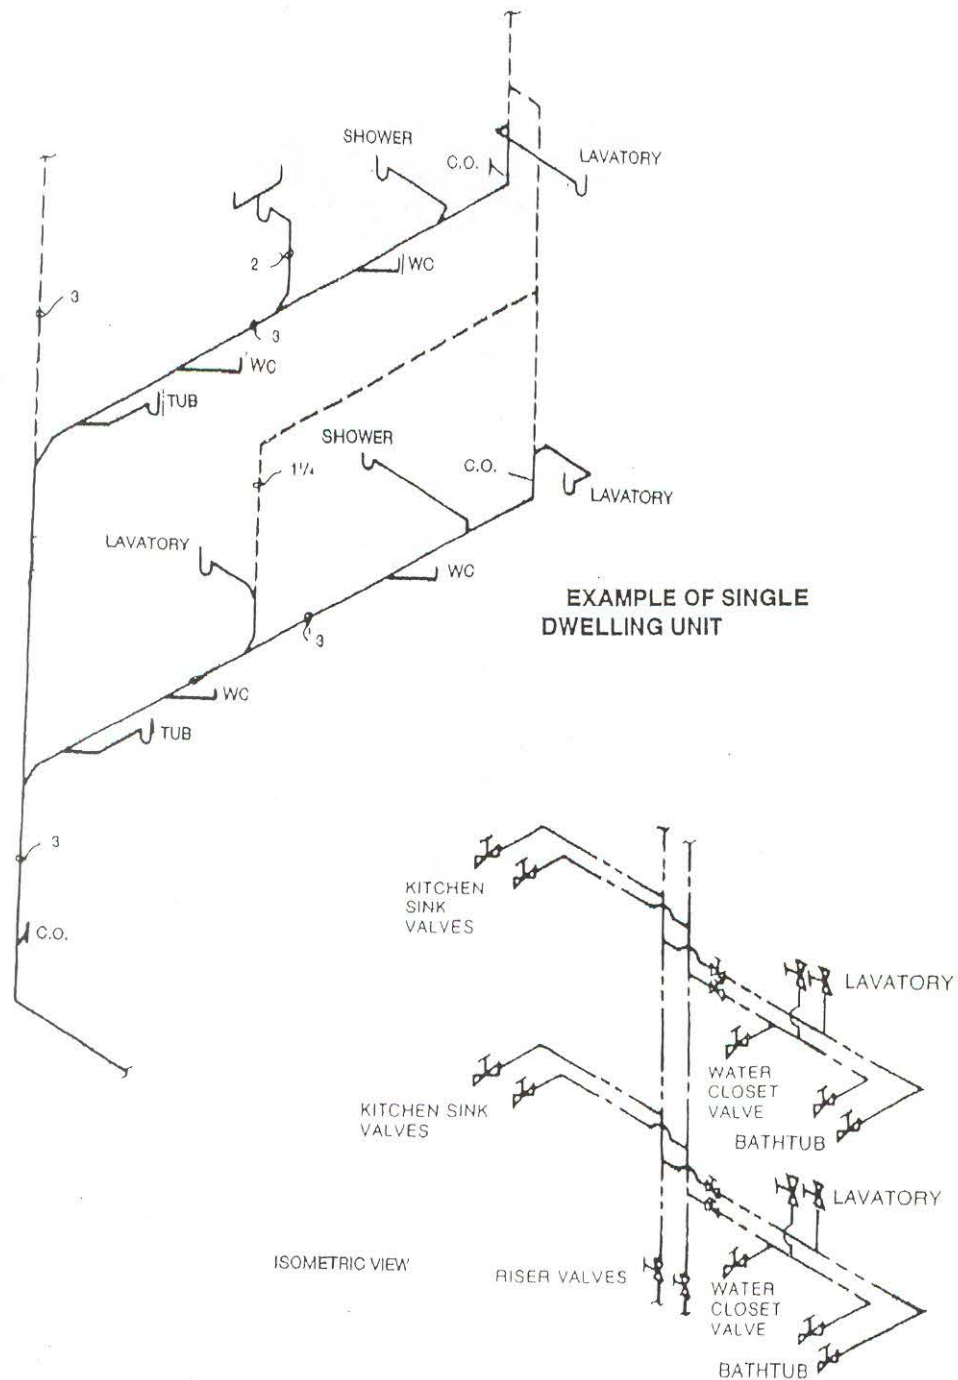 SHOWER
C.O.
LAVATORY
2
WC
3
3
WC
TUB
SHOWER
1¼
C.O.
LAVATORY
LAVATORY
WC
EXAMPLE OF SINGLE
DWELLING UNIT
3
WC
TUB
3
C.O.
KITCHEN
SINK
VALVES
LAVATORY
WATER
CLOSET
VALVE
KITCHEN SINK
VALVES
BATHTUB
LAVATORY
ISOMETRIC VIEW
RISER VALVES
WATER
CLOSET
VALVE
BATHTUB